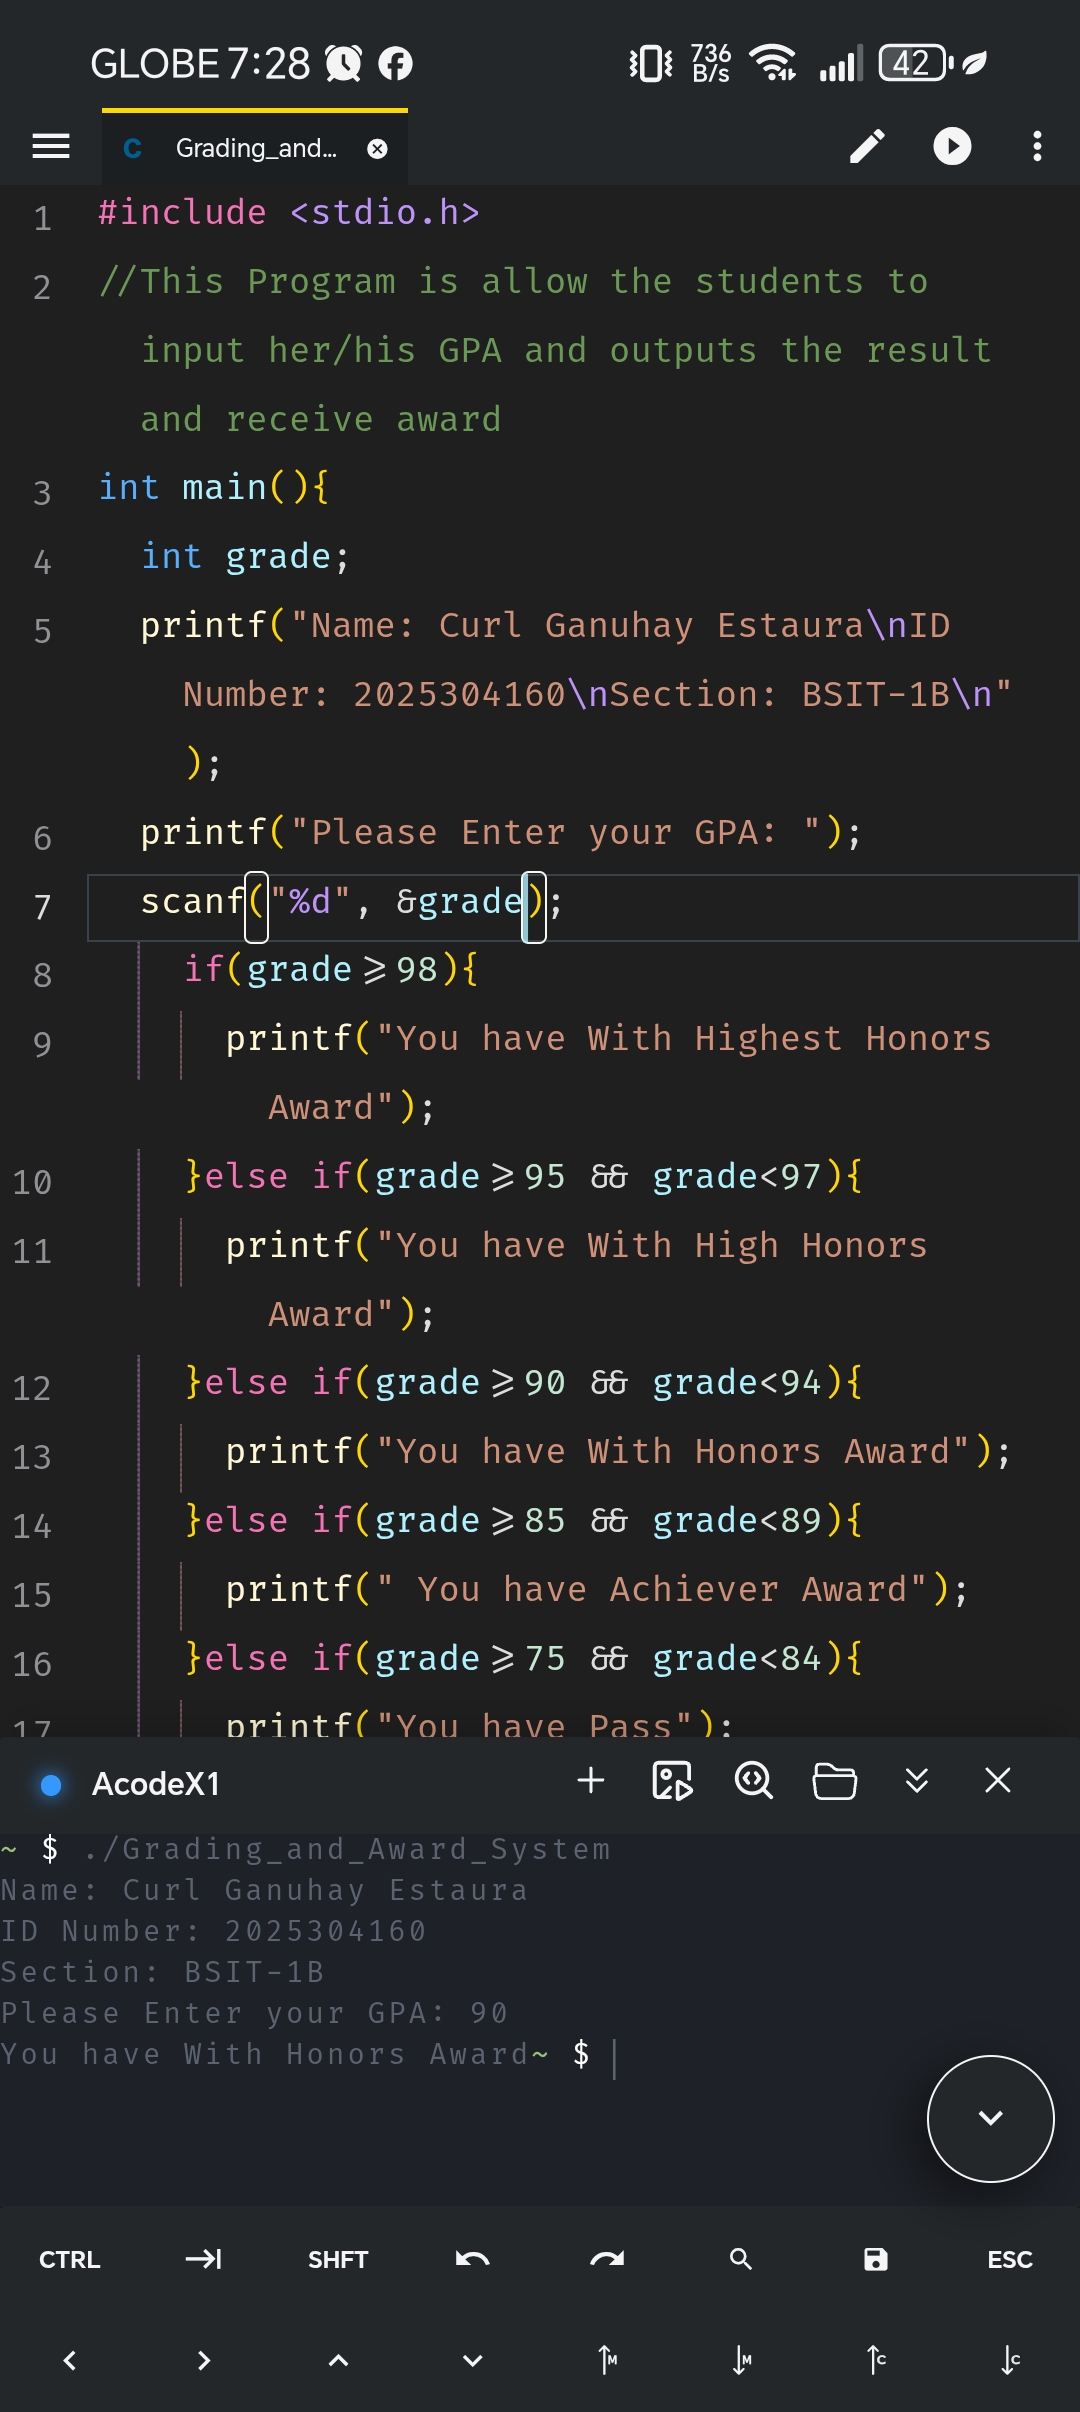 GLOBE 7:28 736 B/s 42
C Grading_and...
1 #include <stdio.h>
2 //This Program is allow the students to
input her/his GPA and outputs the result
and receive award
3 int main(){
4 int grade;
5 printf("Name: Curl Ganuhay Estaura\nID
Number: 2025304160\nSection: BSIT-1B\n"
);
6 printf("Please Enter your GPA: ");
7 scanf("%d", &grade);
8 if(grade>=98){
9 printf("You have With Highest Honors
Award");
10 }else if(grade>=95 && grade<97){
11 printf("You have With High Honors
Award");
12 }else if(grade>=90 && grade<94){
13 printf("You have With Honors Award");
14 }else if(grade>=85 && grade<89){
15 printf(" You have Achiever Award");
16 }else if(grade>=75 && grade<84){
17 printf("You have Pass");
AcodeX1
~ $ ./Grading_and_Award_System
Name: Curl Ganuhay Estaura
ID Number: 2025304160
Section: BSIT-1B
Please Enter your GPA: 90
You have With Honors Award~ $
CTRL SHFT ESC
M M C C